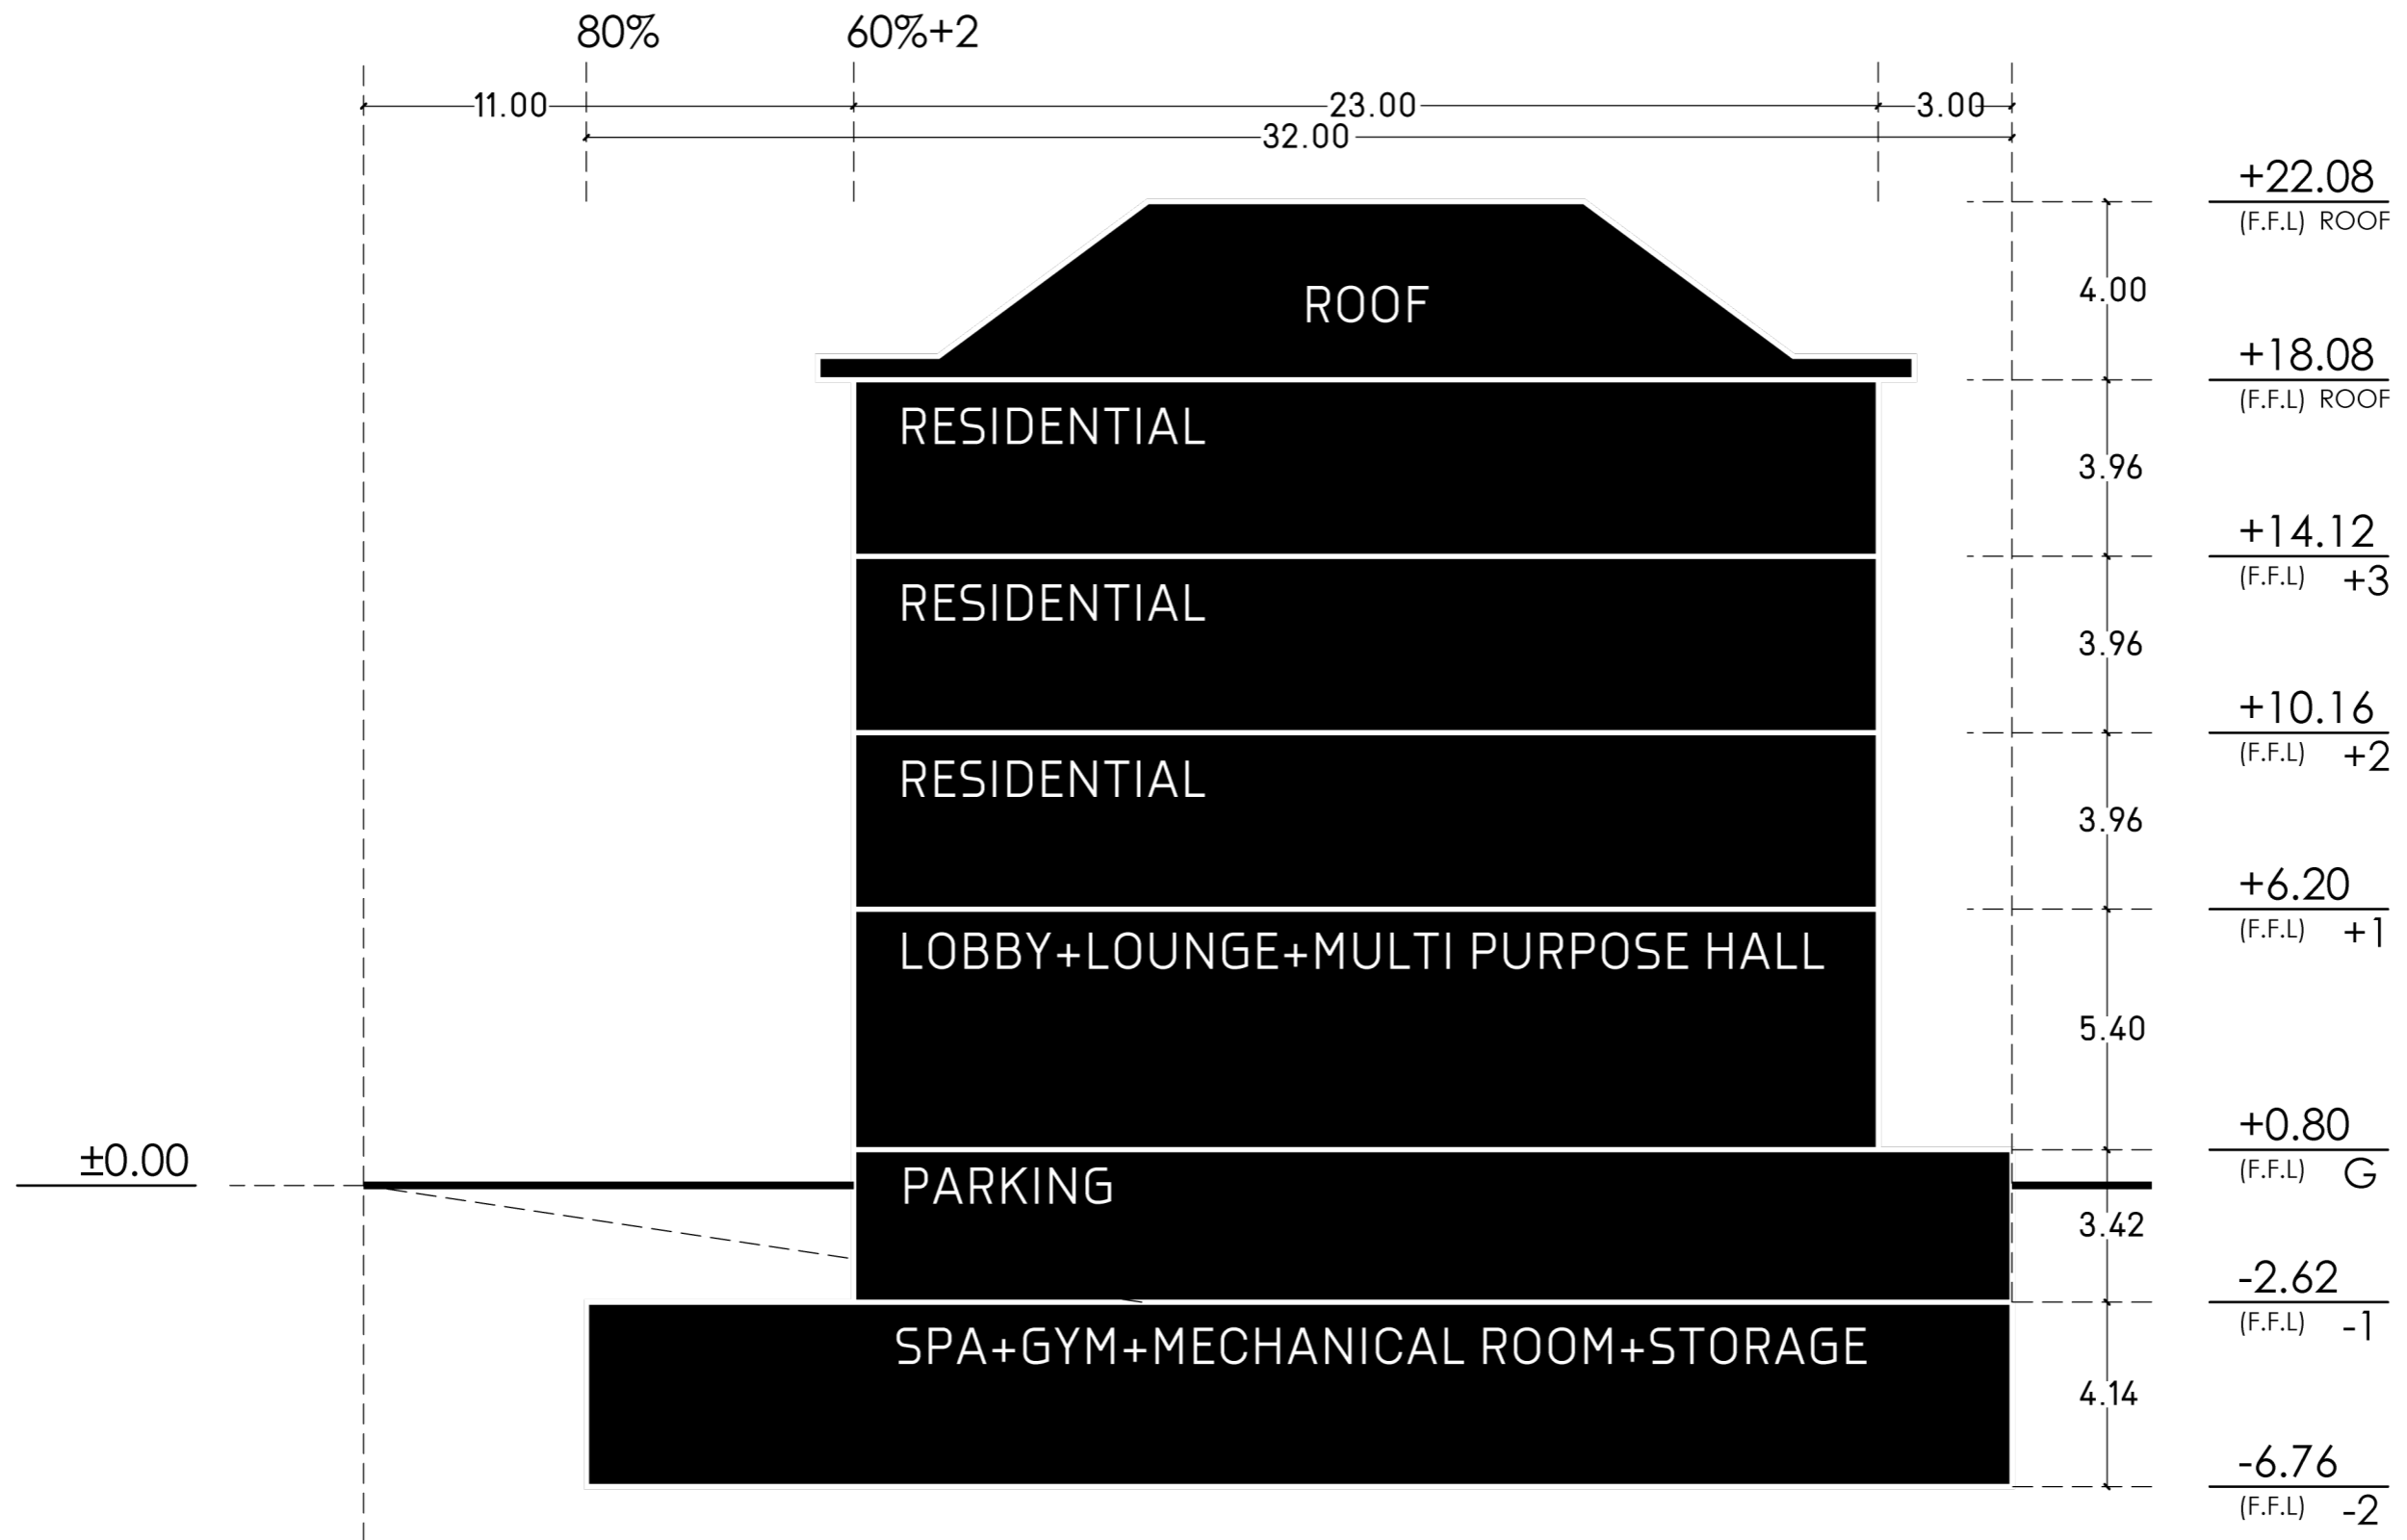 80% 60%+2
11.00 23.00 3.00
32.00
+22.08
(F.F.L) ROOF
4.00
ROOF
+18.08
(F.F.L) ROOF
RESIDENTIAL
3.96
+14.12
(F.F.L) +3
RESIDENTIAL
3.96
+10.16
(F.F.L) +2
RESIDENTIAL
3.96
+6.20
(F.F.L) +1
LOBBY+LOUNGE+MULTI PURPOSE HALL
5.40
+0.80
(F.F.L) G
±0.00
PARKING
3.42
-2.62
(F.F.L) -1
SPA+GYM+MECHANICAL ROOM+STORAGE
4.14
-6.76
(F.F.L) -2